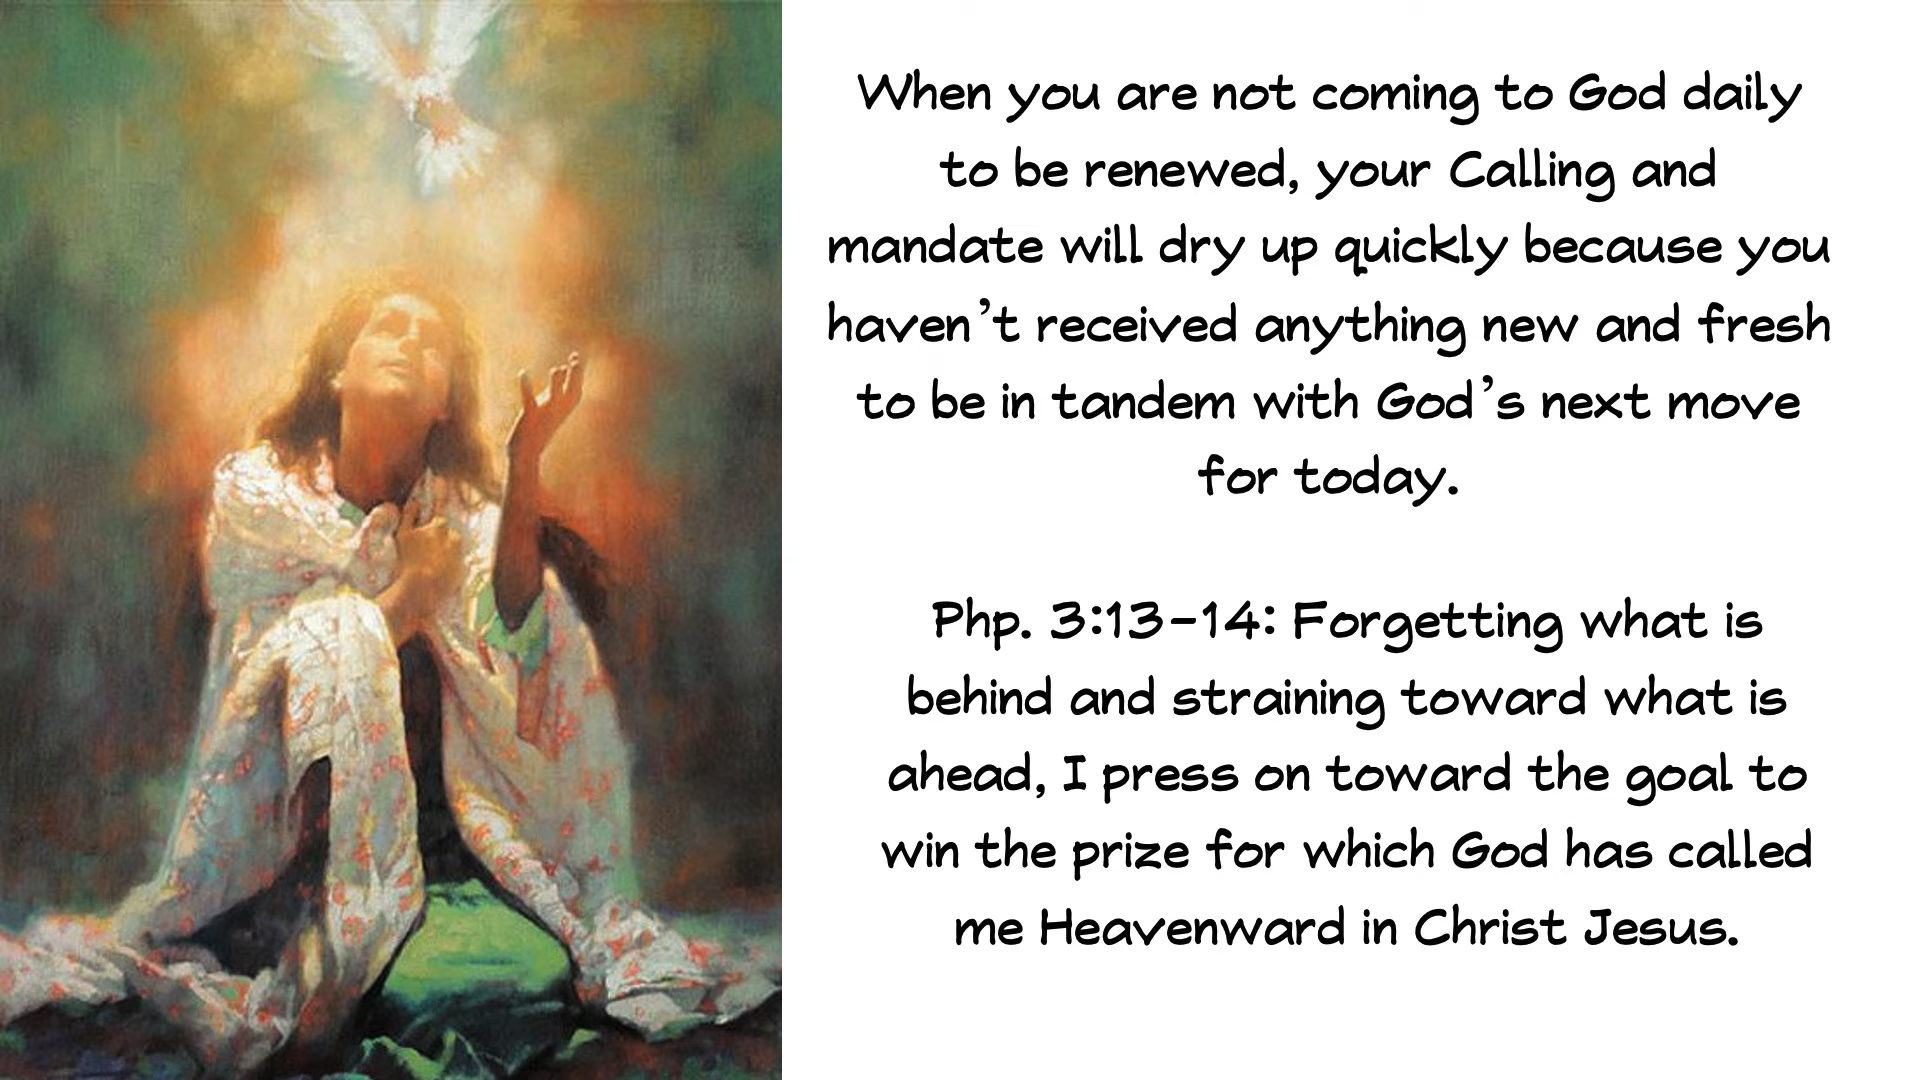 When you are not coming to God daily
to be renewed, your Calling and
mandate will dry up quickly because you
haven't received anything new and fresh
to be in tandem with God's next move
for today.
Php. 3:13-14: Forgetting what is
behind and straining toward what is
ahead, I press on toward the goal to
win the prize for which God has called
me Heavenward in Christ Jesus.